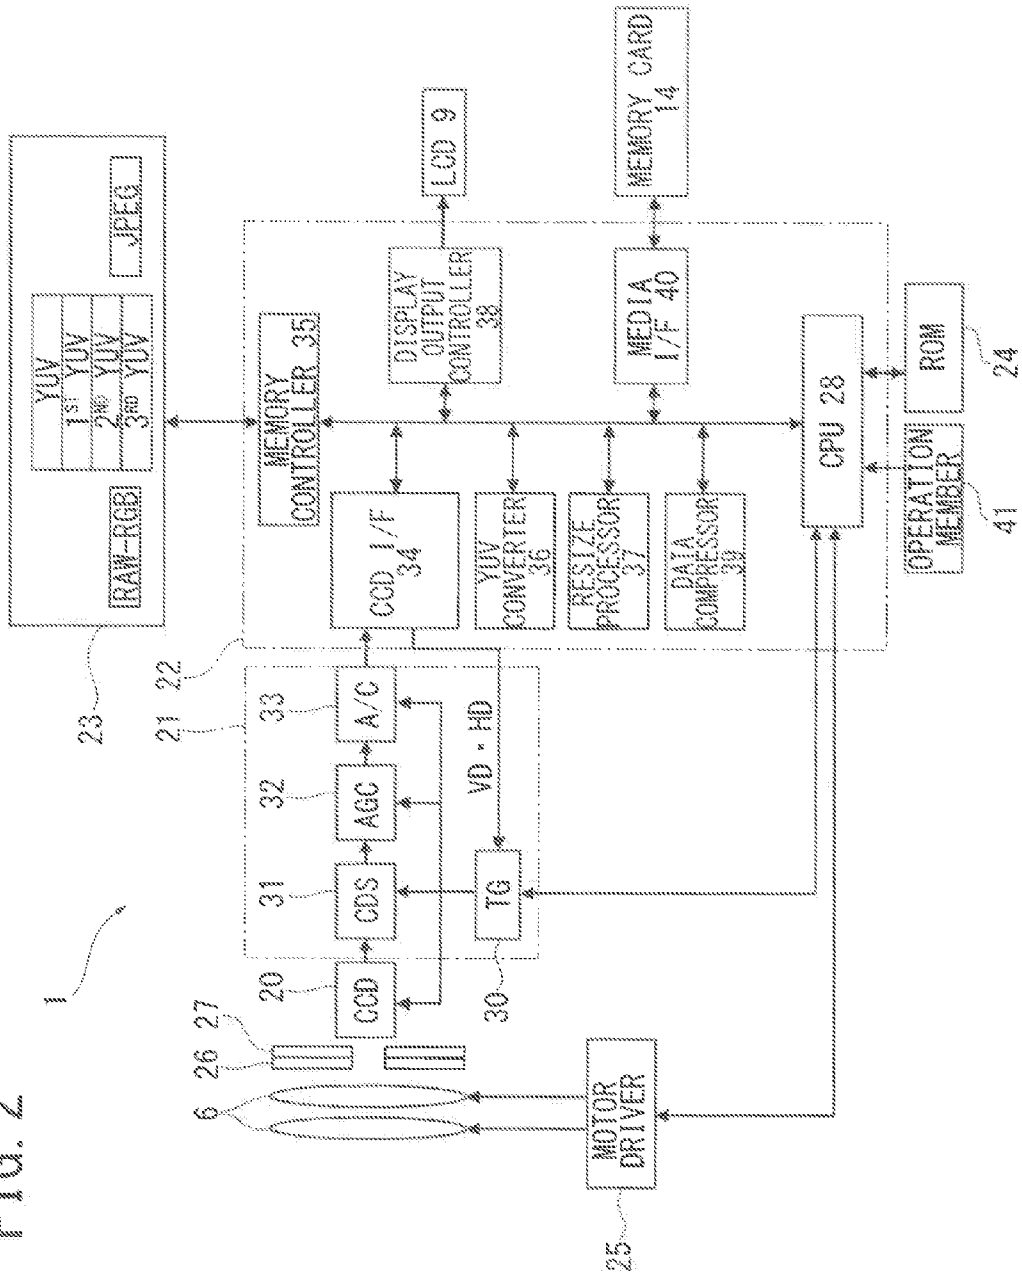 FIG. 2
1
23
RAW-RGB
YUV
1ST YUV
2ND YUV
3RD YUV
JPEG
22
21
MEMORY
CONTROLLER 35
33
A/C
32
AGC
31
CDS
20
CCD
27
26
6
CCD I/F
34
DISPLAY
OUTPUT
CONTROLLER
38
LCD 9
VD・HD
TG
30
YUV
CONVERTER
36
RESIZE
PROCESSOR
37
DATA
COMPRESSOR
39
MEDIA
I/F 40
MEMORY CARD
14
MOTOR
DRIVER
25
CPU 28
OPERATION
MEMBER
41
ROM
24